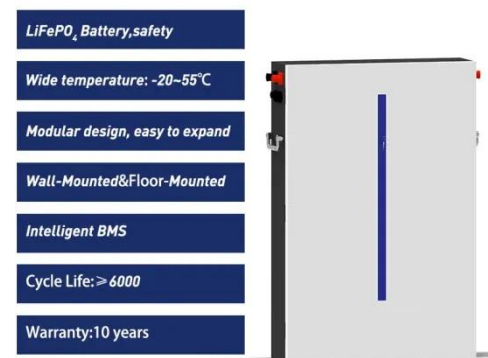 LiFePO₄ Battery,safety
Wide temperature: -20~55℃
Modular design, easy to expand
Wall-Mounted&Floor-Mounted
Intelligent BMS
Cycle Life:≥6000
Warranty:10 years